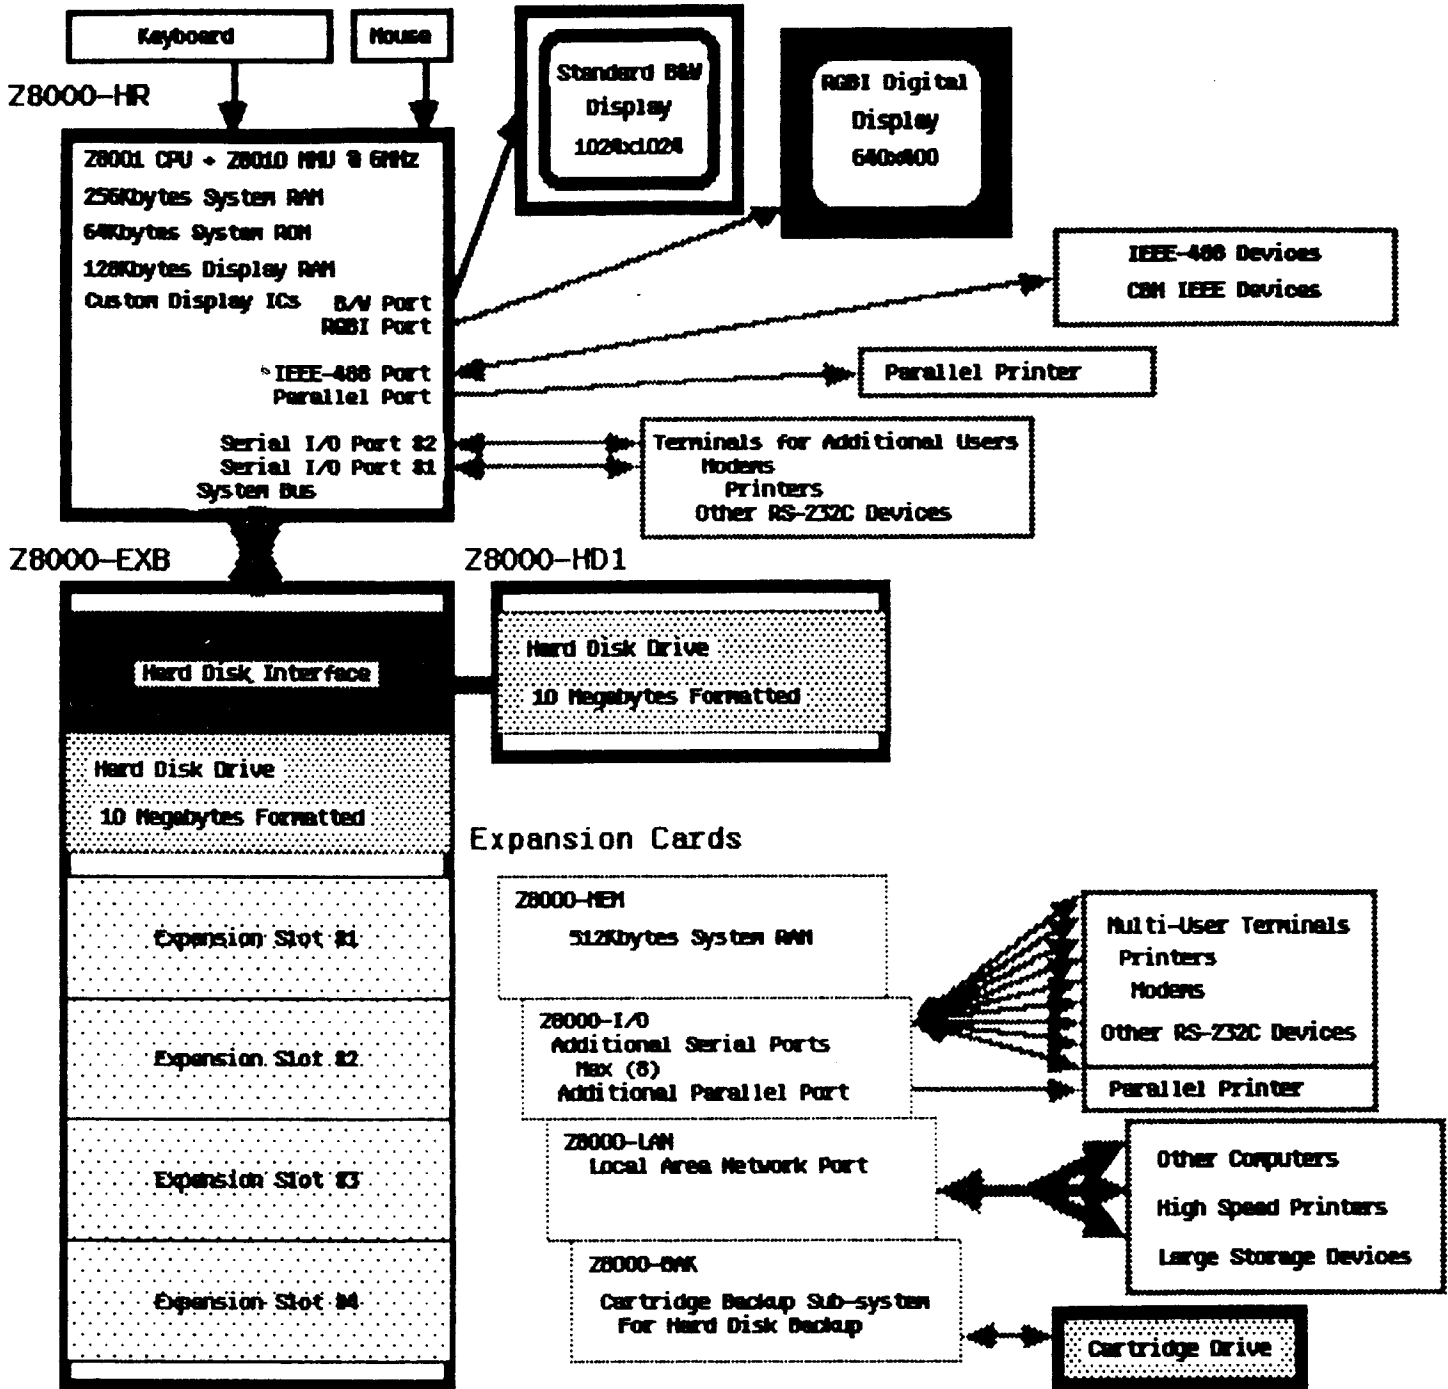 Keyboard
Mouse
Z8000-HR
Z8001 CPU + Z8010 MMU @ 6MHz
256Kbytes System RAM
64Kbytes System ROM
128Kbytes Display RAM
Custom Display ICs
B/W Port
RGBI Port
IEEE-488 Port
Parallel Port
Serial I/O Port #2
Serial I/O Port #1
System Bus
Standard B&W
Display
1024x1024
RGBI Digital
Display
640x400
IEEE-488 Devices
CBM IEEE Devices
Parallel Printer
Terminals for Additional Users
Modems
Printers
Other RS-232C Devices
Z8000-EXB
Hard Disk Interface
Hard Disk Drive
10 Megabytes Formatted
Expansion Slot #1
Expansion Slot #2
Expansion Slot #3
Expansion Slot #4
Z8000-HD1
Hard Disk Drive
10 Megabytes Formatted
Expansion Cards
Z8000-MEM
512Kbytes System RAM
Z8000-I/O
Additional Serial Ports
Max (8)
Additional Parallel Port
Multi-User Terminals
Printers
Modems
Other RS-232C Devices
Parallel Printer
Z8000-LAN
Local Area Network Port
Other Computers
High Speed Printers
Large Storage Devices
Z8000-BAK
Cartridge Backup Sub-system
For Hard Disk Backup
Cartridge Drive